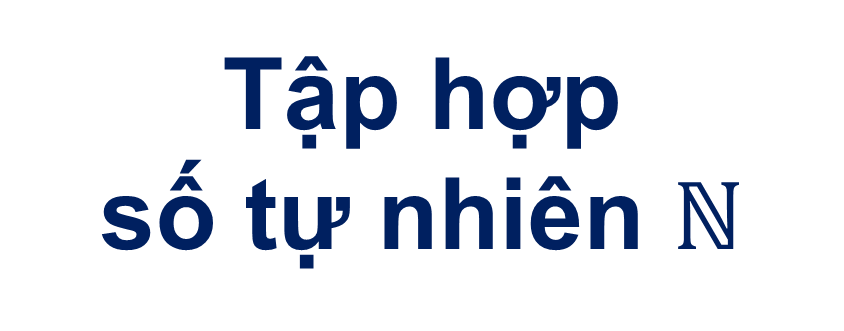 Tập hợp
số tự nhiên ℕ